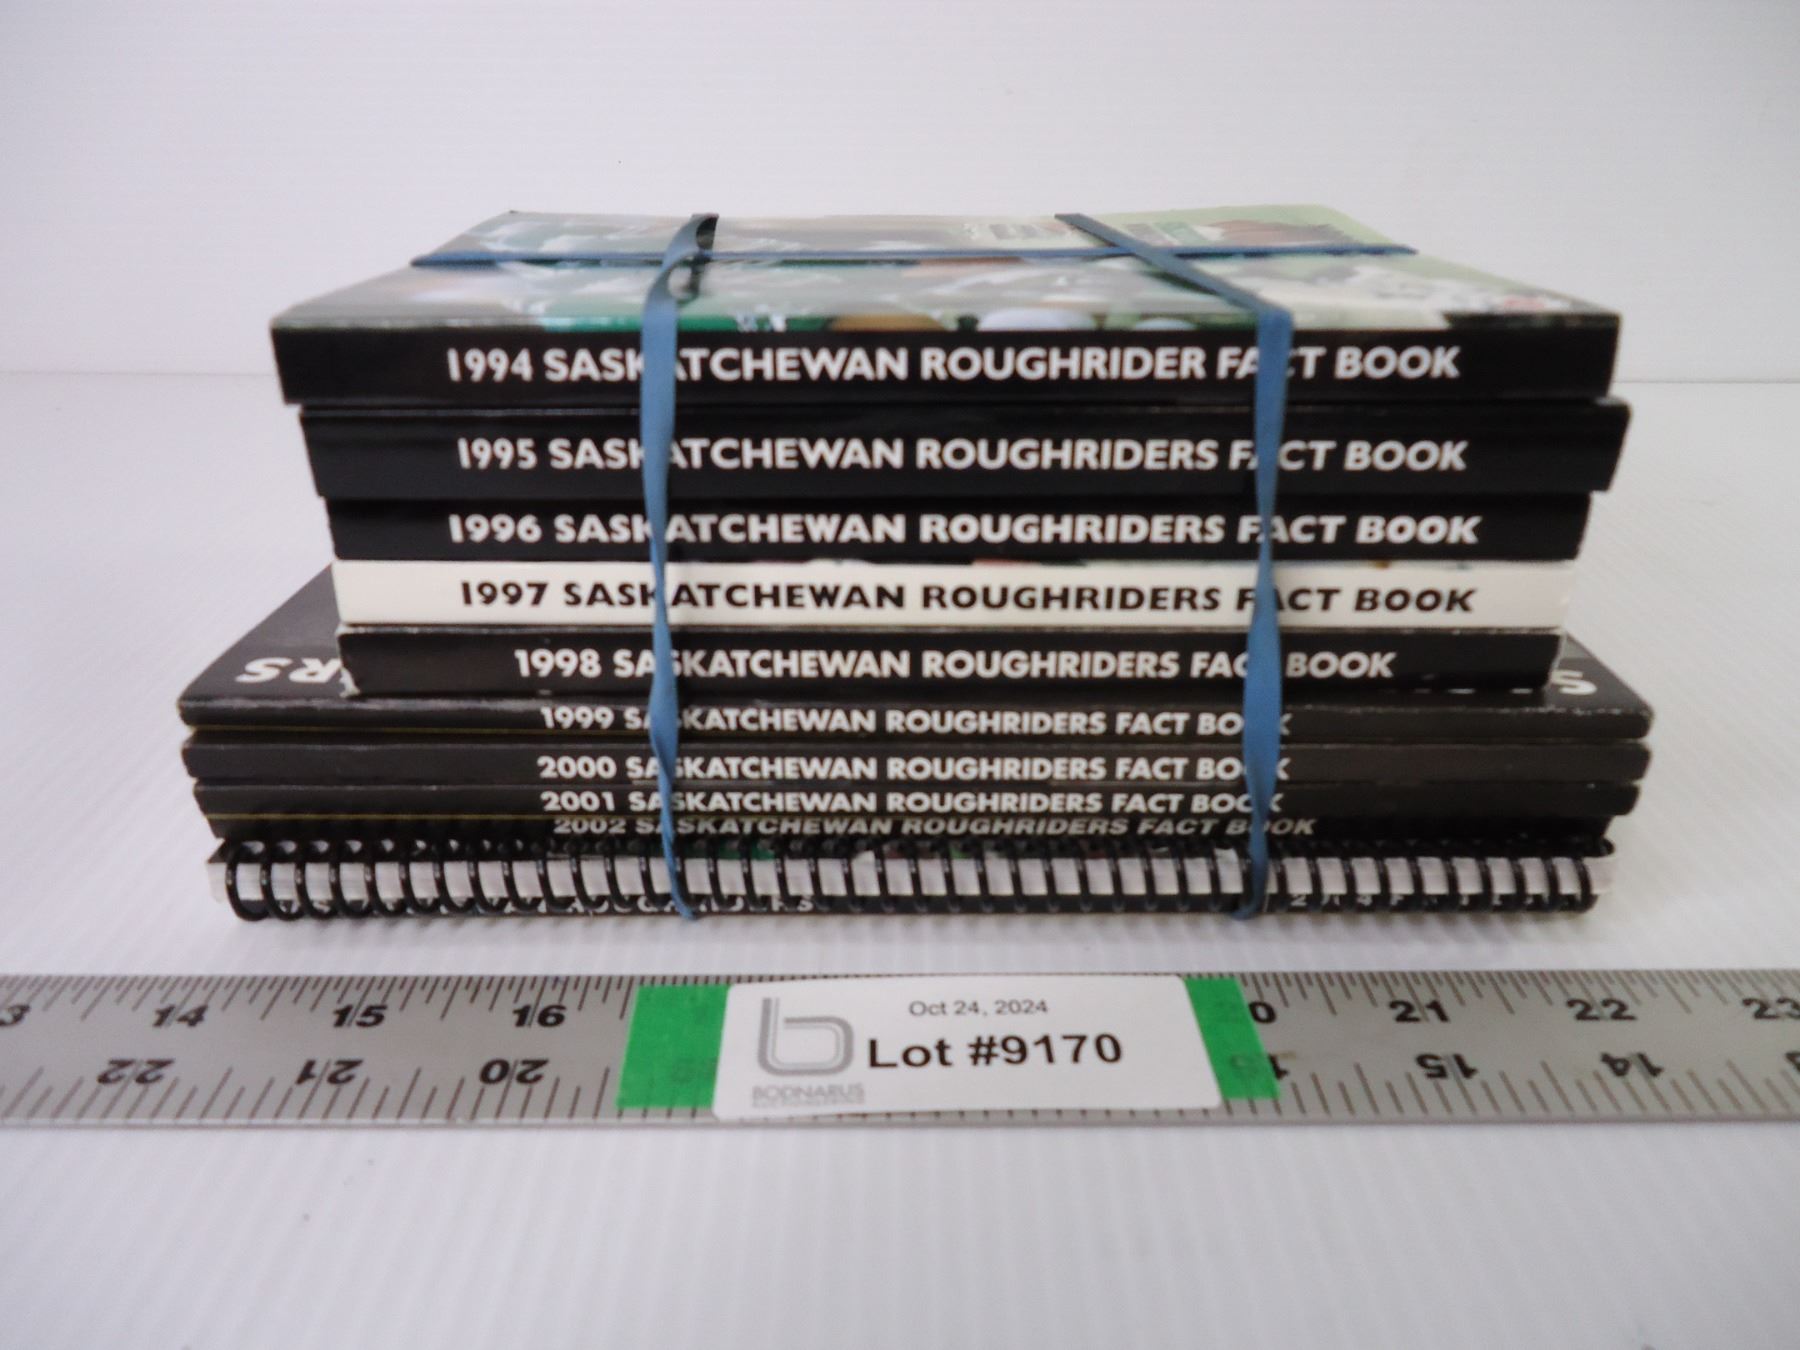 1994 SASKATCHEWAN ROUGHRIDER FACT BOOK
1995 SASKATCHEWAN ROUGHRIDERS FACT BOOK
1996 SASKATCHEWAN ROUGHRIDERS FACT BOOK
1997 SASKATCHEWAN ROUGHRIDERS FACT BOOK
1998 SASKATCHEWAN ROUGHRIDERS FACT BOOK
1999 SASKATCHEWAN ROUGHRIDERS FACT BOOK
2000 SASKATCHEWAN ROUGHRIDERS FACT BOOK
2001 SASKATCHEWAN ROUGHRIDERS FACT BOOK
2002 SASKATCHEWAN ROUGHRIDERS FACT BOOK
14 15 16 21 22 23
Oct 24, 2024
Lot #9170
BODNARUS
22 21 20 15 14